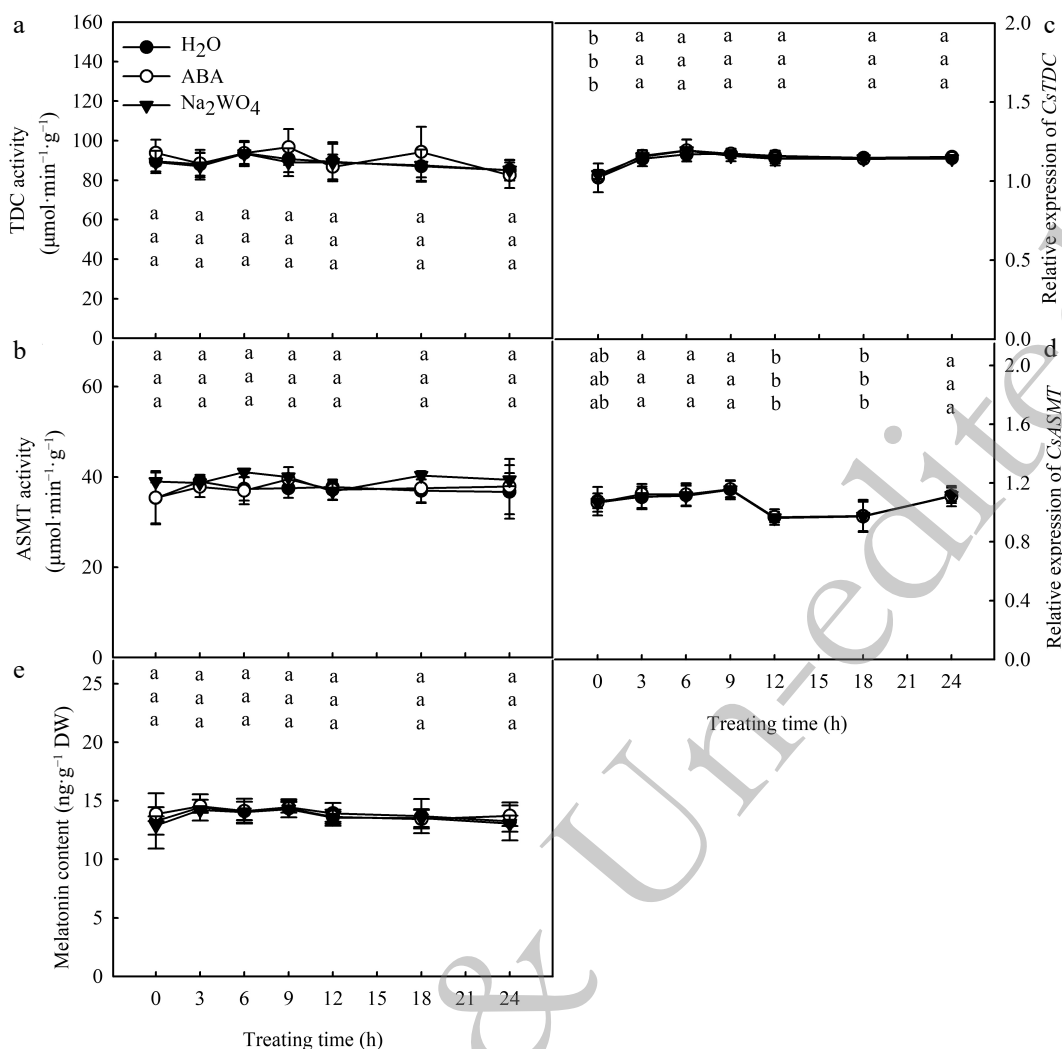 a
160
140
120
100
80
60
40
20
0
TDC activity
(μmol·min⁻¹·g⁻¹)
H₂O
ABA
Na₂WO₄
a a a a a a a
a a a a a a a
a a a a a a a
c
2.0
1.5
1.0
0.5
0.0
Relative expression of CsTDC
b a a a a a a
b a a a a a a
b a a a a a a
b
60
40
20
0
ASMT activity
(μmol·min⁻¹·g⁻¹)
a a a a a a a
a a a a a a a
a a a a a a a
d
2.0
1.6
1.2
0.8
0.4
0.0
Relative expression of CsASMT
ab a a a b b a
ab a a a b b a
ab a a a b b a
0 3 6 9 12 15 18 21 24
Treating time (h)
e
25
20
15
10
5
0
Melatonin content (ng·g⁻¹ DW)
a a a a a a a
a a a a a a a
a a a a a a a
0 3 6 9 12 15 18 21 24
Treating time (h)
& Un-edite